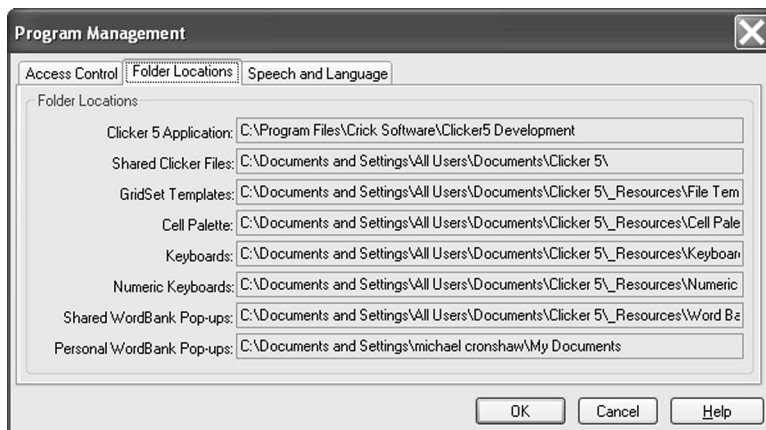 Program Management
Access Control Folder Locations Speech and Language
Folder Locations
Clicker 5 Application: C:\Program Files\Crick Software\Clicker5 Development
Shared Clicker Files: C:\Documents and Settings\All Users\Documents\Clicker 5\
GridSet Templates: C:\Documents and Settings\All Users\Documents\Clicker 5\_Resources\File Tem
Cell Palette: C:\Documents and Settings\All Users\Documents\Clicker 5\_Resources\Cell Pale
Keyboards: C:\Documents and Settings\All Users\Documents\Clicker 5\_Resources\Keyboar
Numeric Keyboards: C:\Documents and Settings\All Users\Documents\Clicker 5\_Resources\Numeric
Shared WordBank Pop-ups: C:\Documents and Settings\All Users\Documents\Clicker 5\_Resources\Word Ba
Personal WordBank Pop-ups: C:\Documents and Settings\michael cronshaw\My Documents
OK Cancel Help